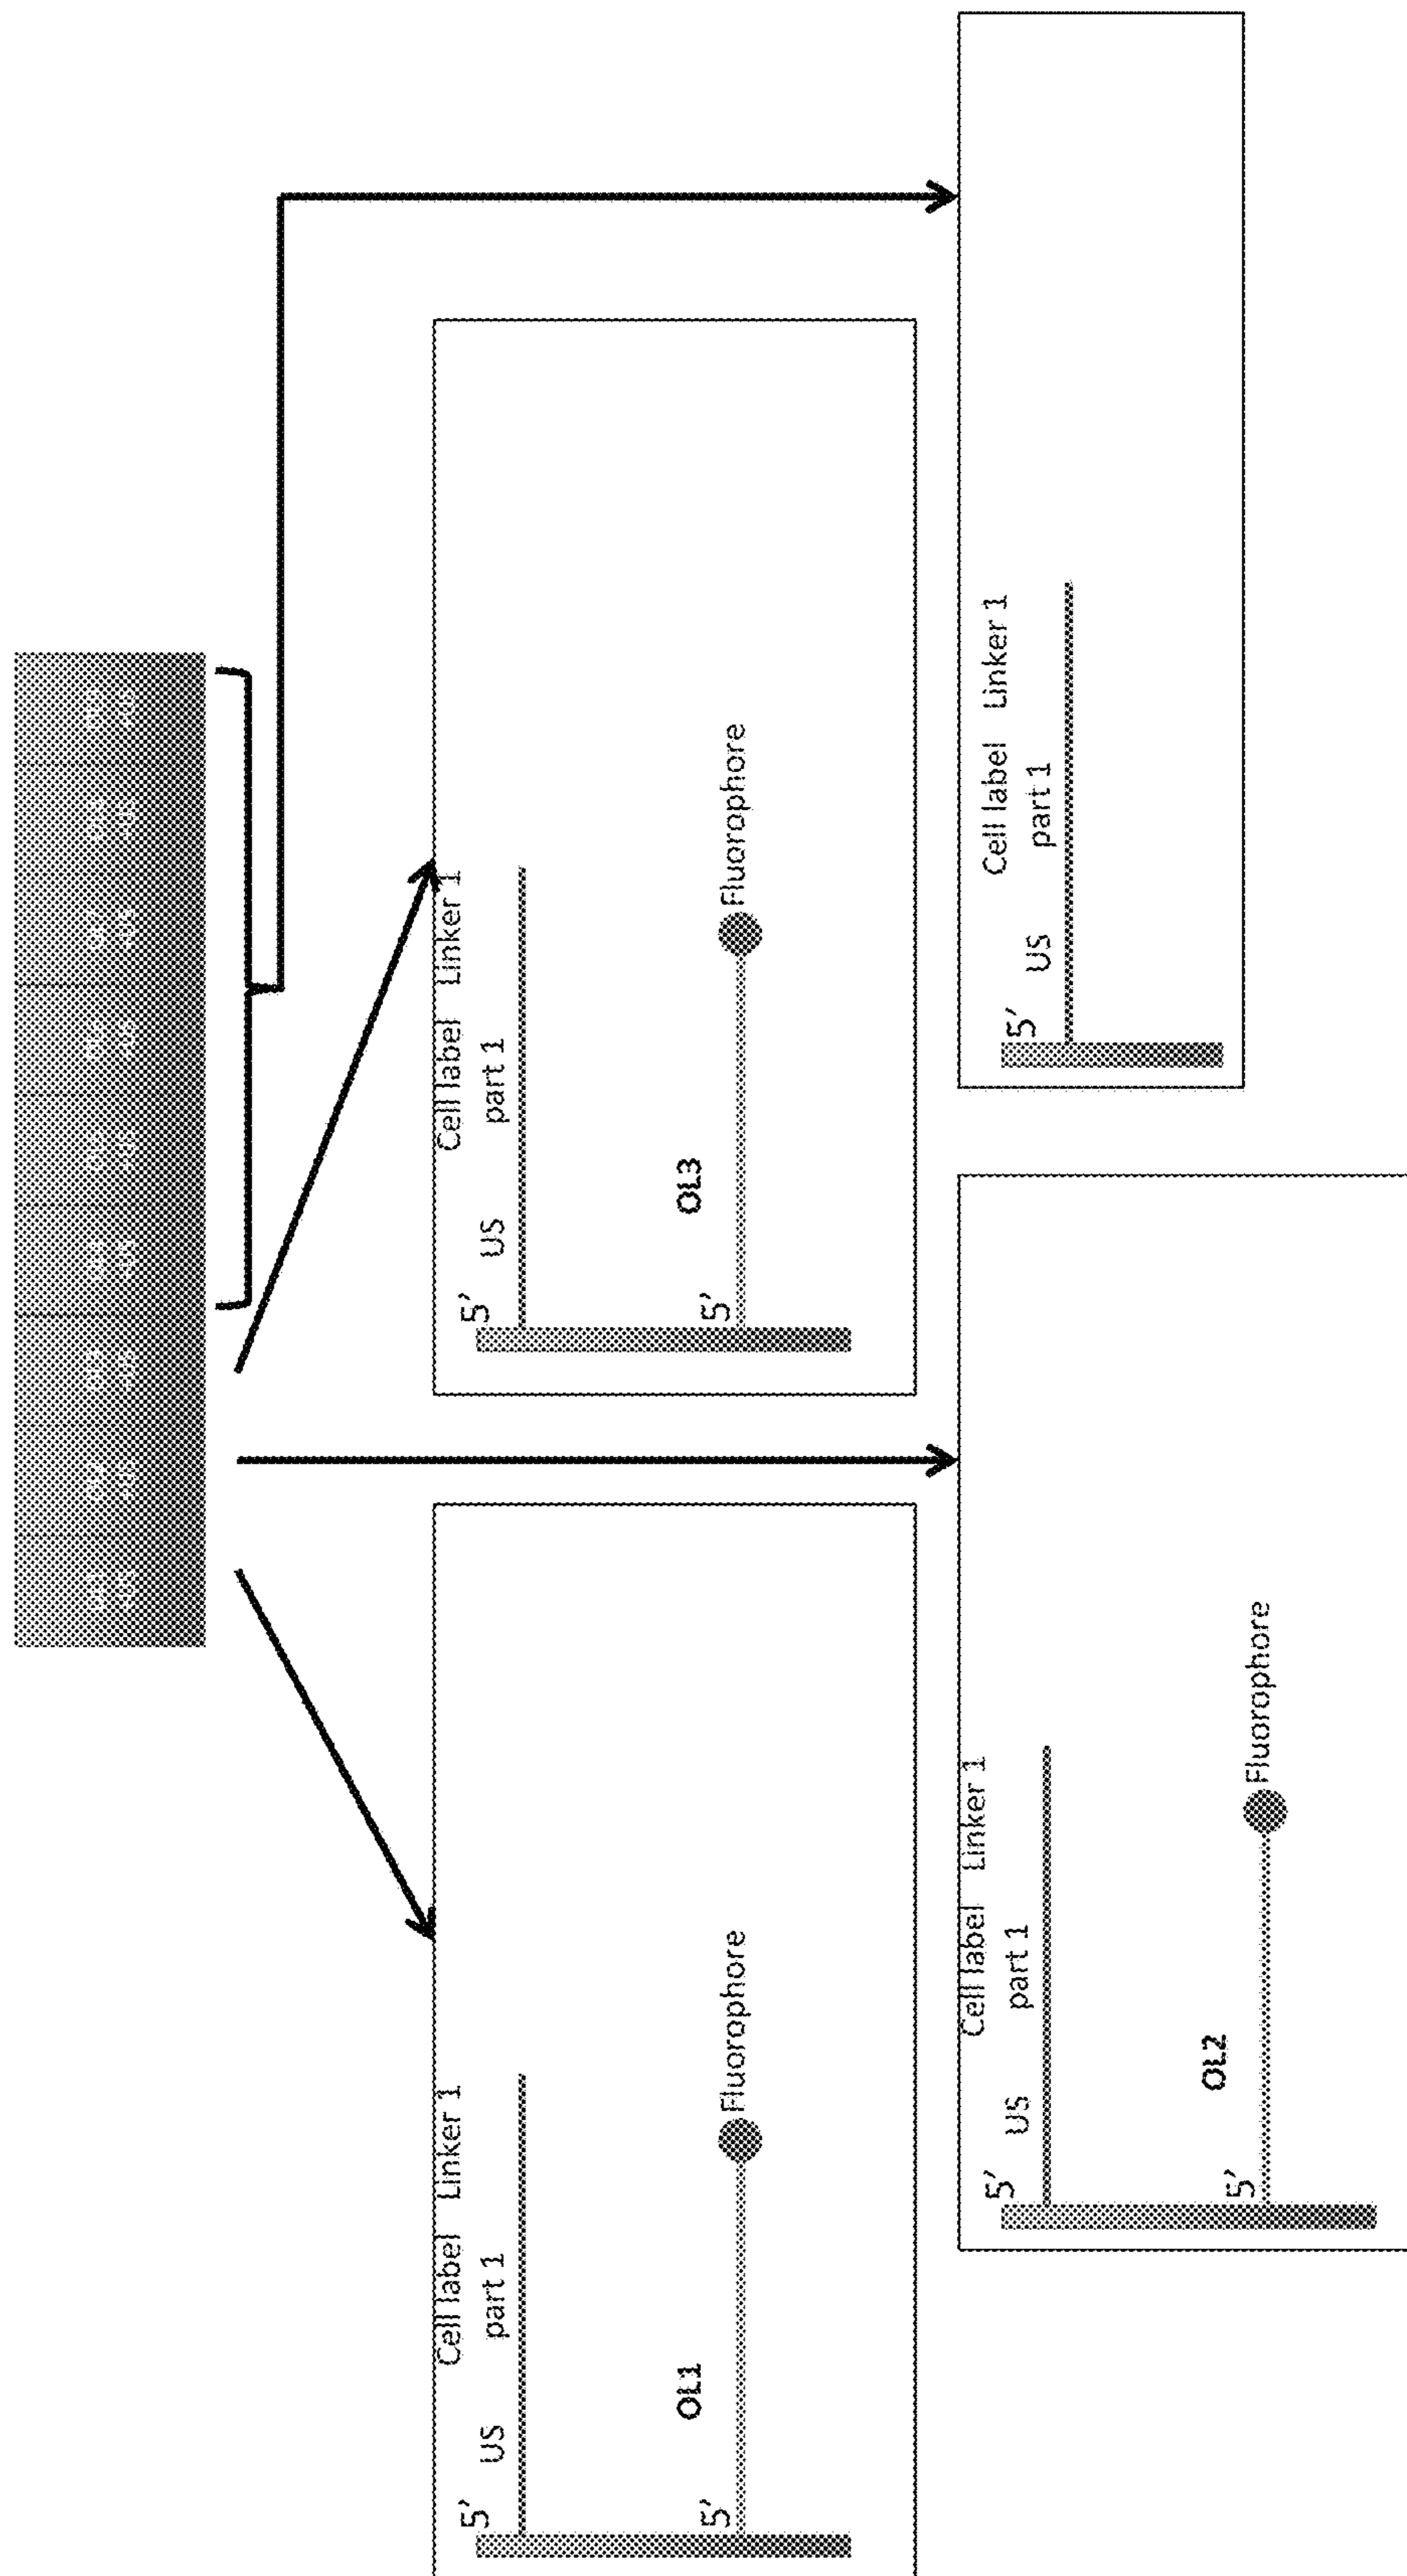 Cell label Linker 1
US part 1
5'
OL1
5' Fluorophore
Cell label Linker 1
US part 1
5'
OL3
5' Fluorophore
Cell label Linker 1
US part 1
5'
OL2
5' Fluorophore
Cell label Linker 1
US part 1
5'